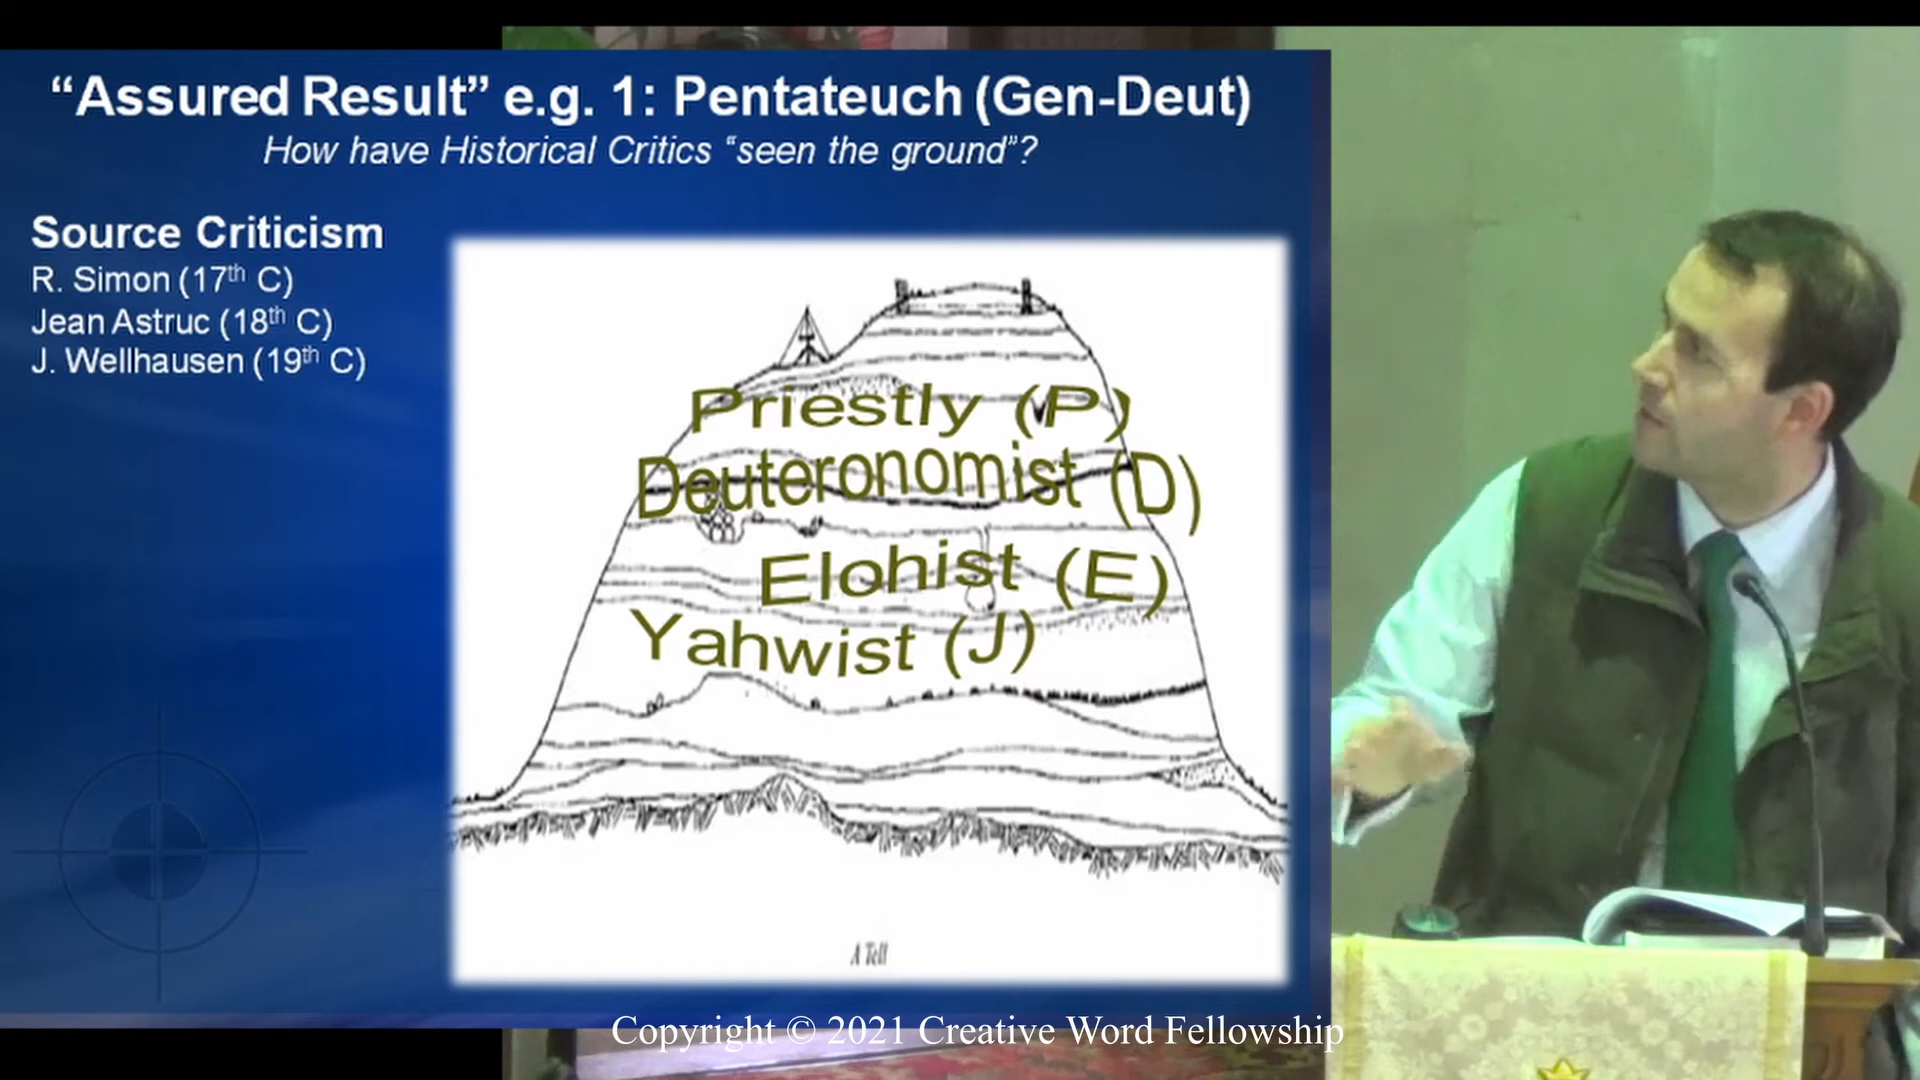 “Assured Result” e.g. 1: Pentateuch (Gen-Deut)
How have Historical Critics “seen the ground”?
Source Criticism
R. Simon (17th C)
Jean Astruc (18th C)
J. Wellhausen (19th C)
Priestly (P)
Deuteronomist (D)
Elohist (E)
Yahwist (J)
A Tell
Copyright © 2021 Creative Word Fellowship